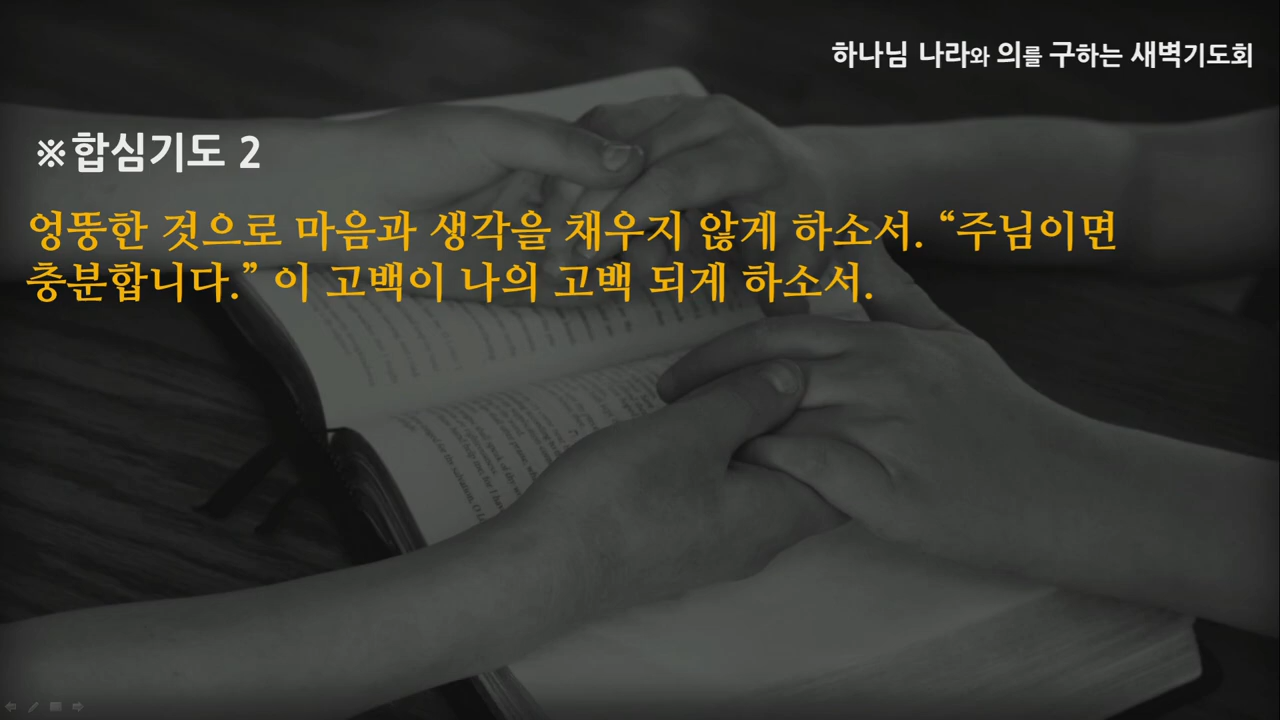 하나님 나라와 의를 구하는 새벽기도회
※합심기도 2
엉뚱한 것으로 마음과 생각을 채우지 않게 하소서. “주님이면
충분합니다.” 이 고백이 나의 고백 되게 하소서.